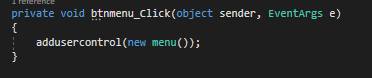 1 reference
private void btnmenu_Click(object sender, EventArgs e)
{
addusercontrol(new menu());
}